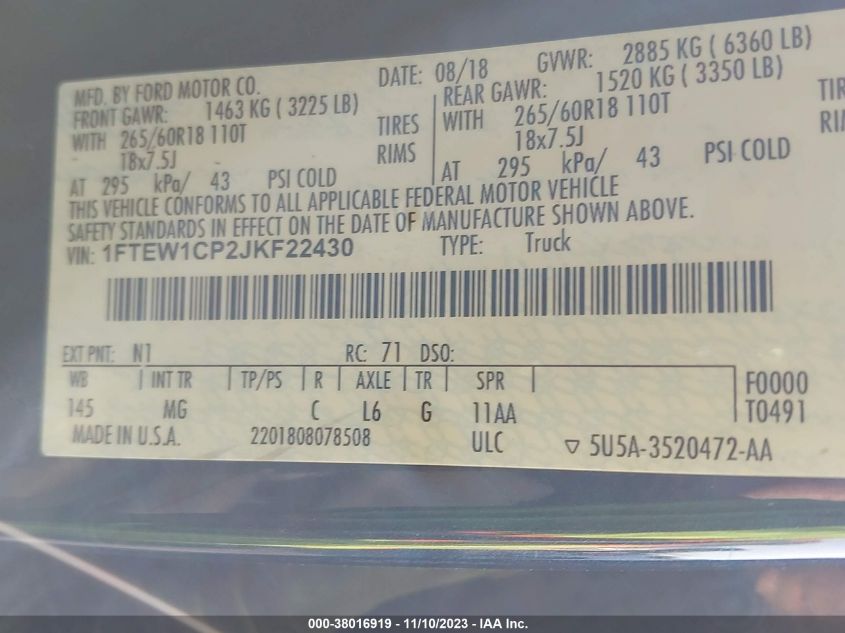 MFD. BY FORD MOTOR CO. DATE: 08/18 GVWR: 2885 KG ( 6360 LB)
FRONT GAWR: 1463 KG ( 3225 LB) REAR GAWR: 1520 KG ( 3350 LB)
WITH 265/60R18 110T TIRES WITH 265/60R18 110T
18x7.5J RIMS 18x7.5J
AT 295 kPa/ 43 PSI COLD AT 295 kPa/ 43 PSI COLD
THIS VEHICLE CONFORMS TO ALL APPLICABLE FEDERAL MOTOR VEHICLE
SAFETY STANDARDS IN EFFECT ON THE DATE OF MANUFACTURE SHOWN ABOVE.
VIN: 1FTEW1CP2JKF22430 TYPE: Truck
EXT PNT: N1 RC: 71 DSO:
WB INT TR TP/PS R AXLE TR SPR F0000
145 MG C L6 G 11AA T0491
MADE IN U.S.A. 2201808078508 ULC ▽ 5U5A-3520472-AA
000-38016919 - 11/10/2023 - IAA Inc.